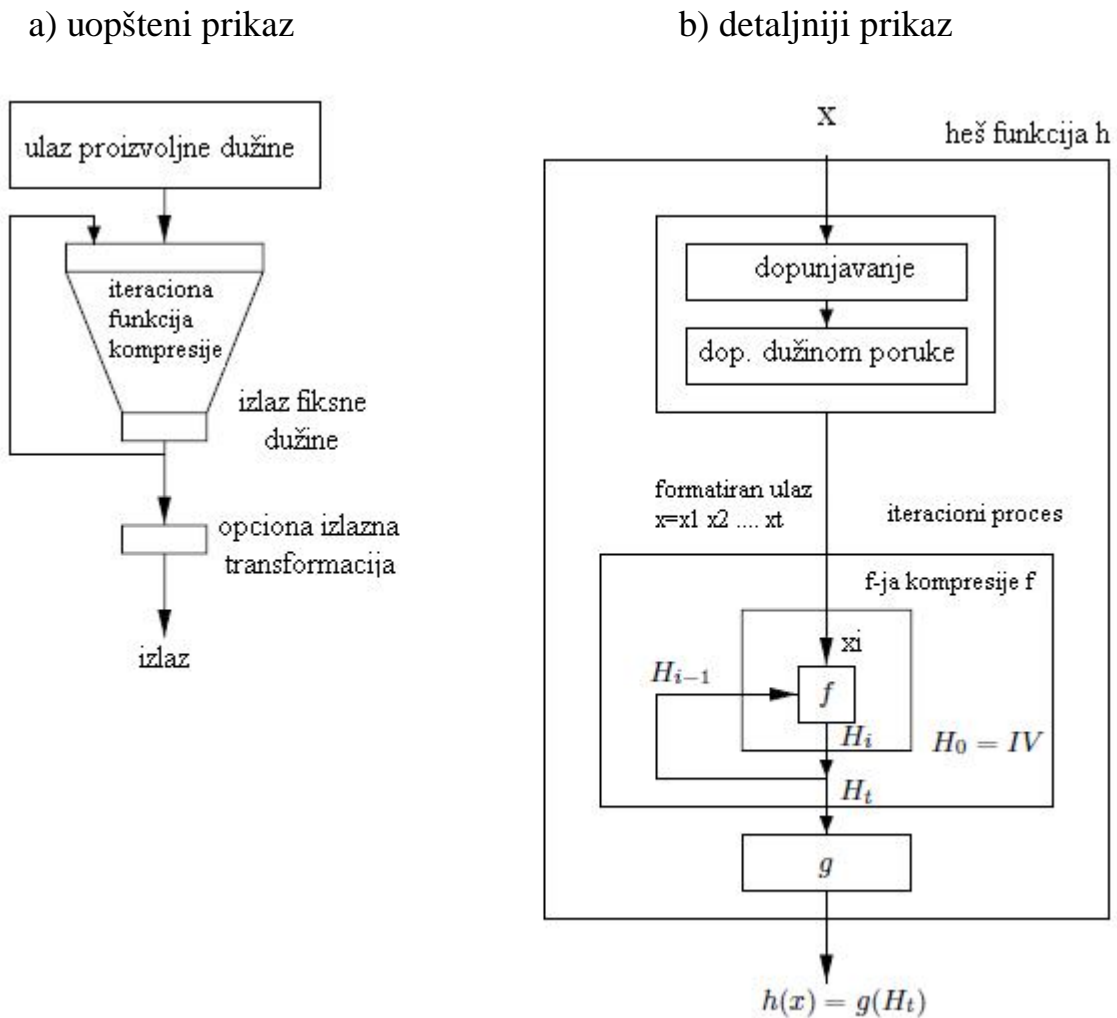 a) uopšteni prikaz
ulaz proizvoljne dužine
iteraciona
funkcija
kompresije
izlaz fiksne
dužine
opciona izlazna
transformacija
izlaz
b) detaljniji prikaz
X
heš funkcija h
dopunjavanje
dop. dužinom poruke
formatiran ulaz
x=x1 x2 .... xt
iteracioni proces
f-ja kompresije f
xi
H_{i-1}
f
H_i
H_0 = IV
H_t
g
h(x) = g(H_t)